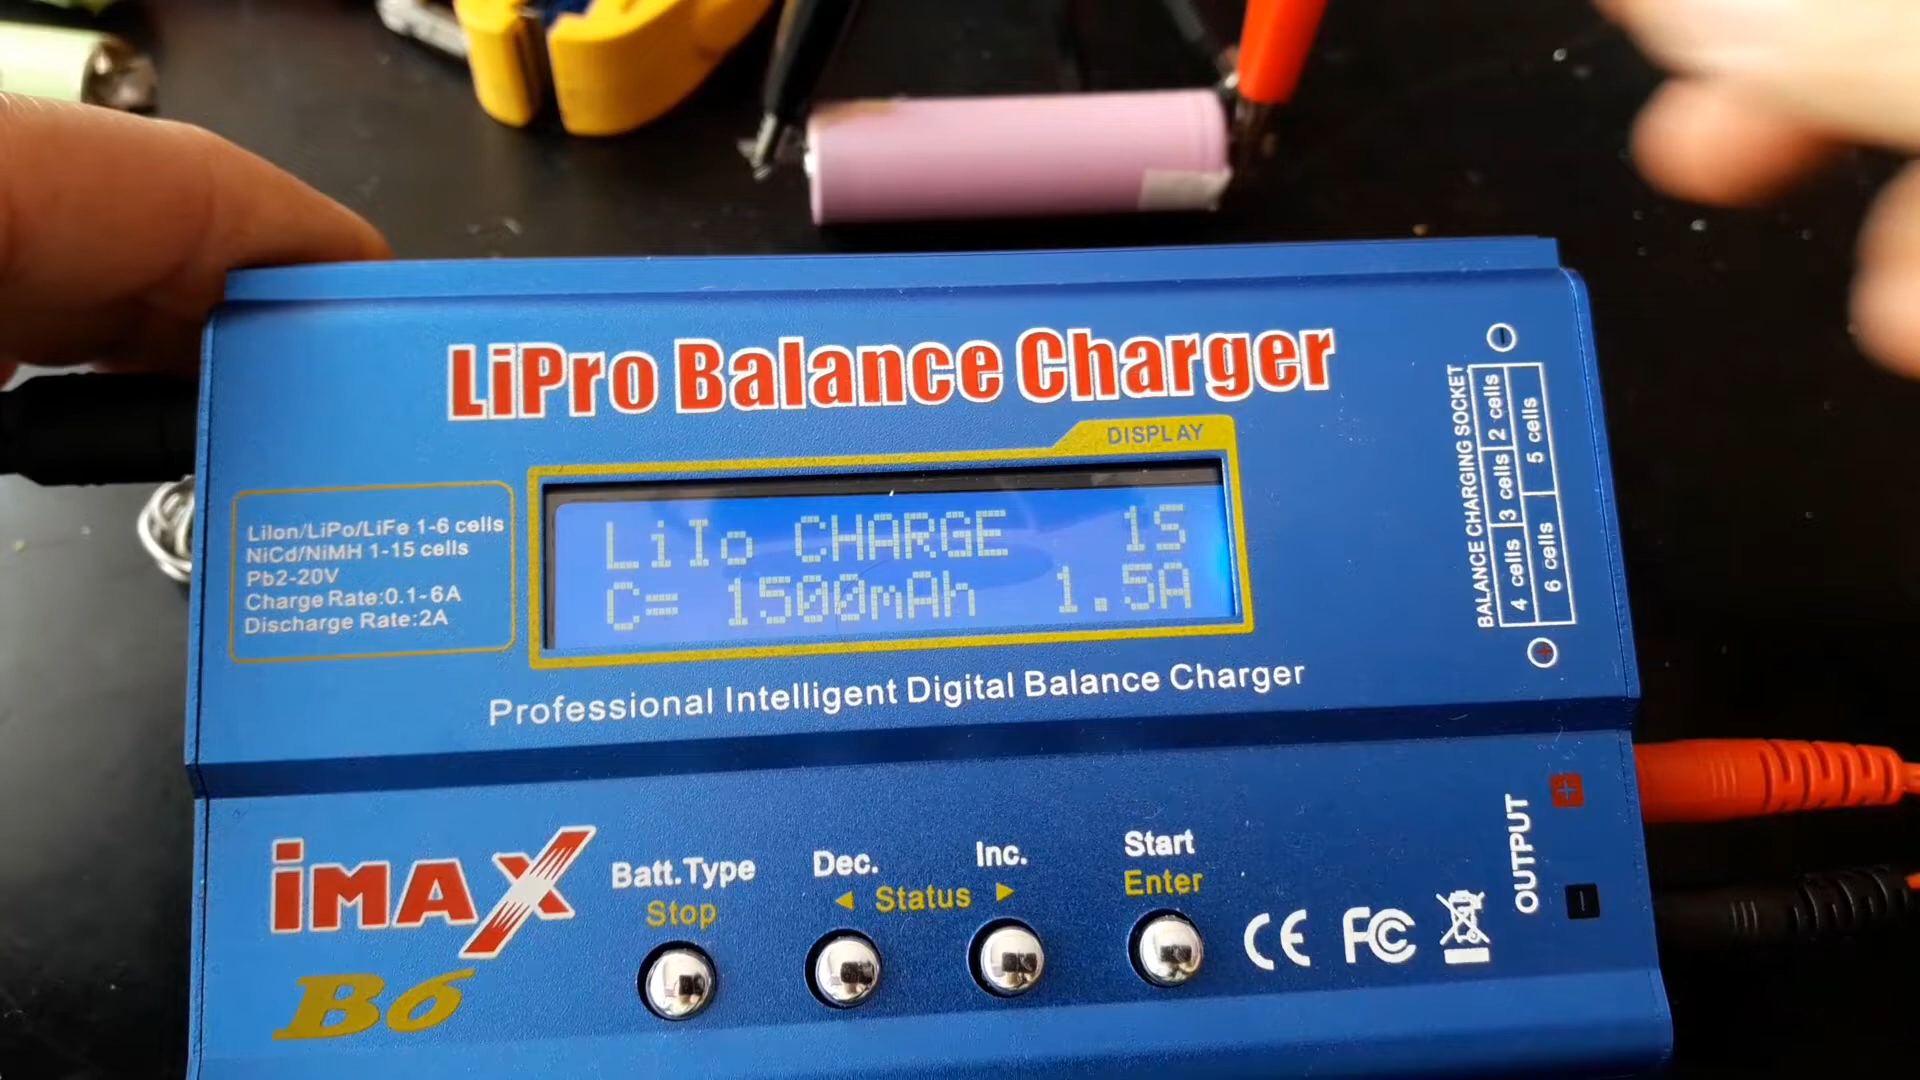 LiPro Balance Charger
DISPLAY
LiIo CHARGE 1S
C= 1500mAh 1.5A
LiIon/LiPo/LiFe 1-6 cells
NiCd/NiMH 1-15 cells
Pb2-20V
Charge Rate:0.1-6A
Discharge Rate:2A
Professional Intelligent Digital Balance Charger
BALANCE CHARGING SOCKET
4 cells 3 cells 2 cells
6 cells 5 cells
iMAX
B6
Batt.Type
Stop
Dec.
Inc.
◄ Status ►
Start
Enter
CE FC
OUTPUT
+
-